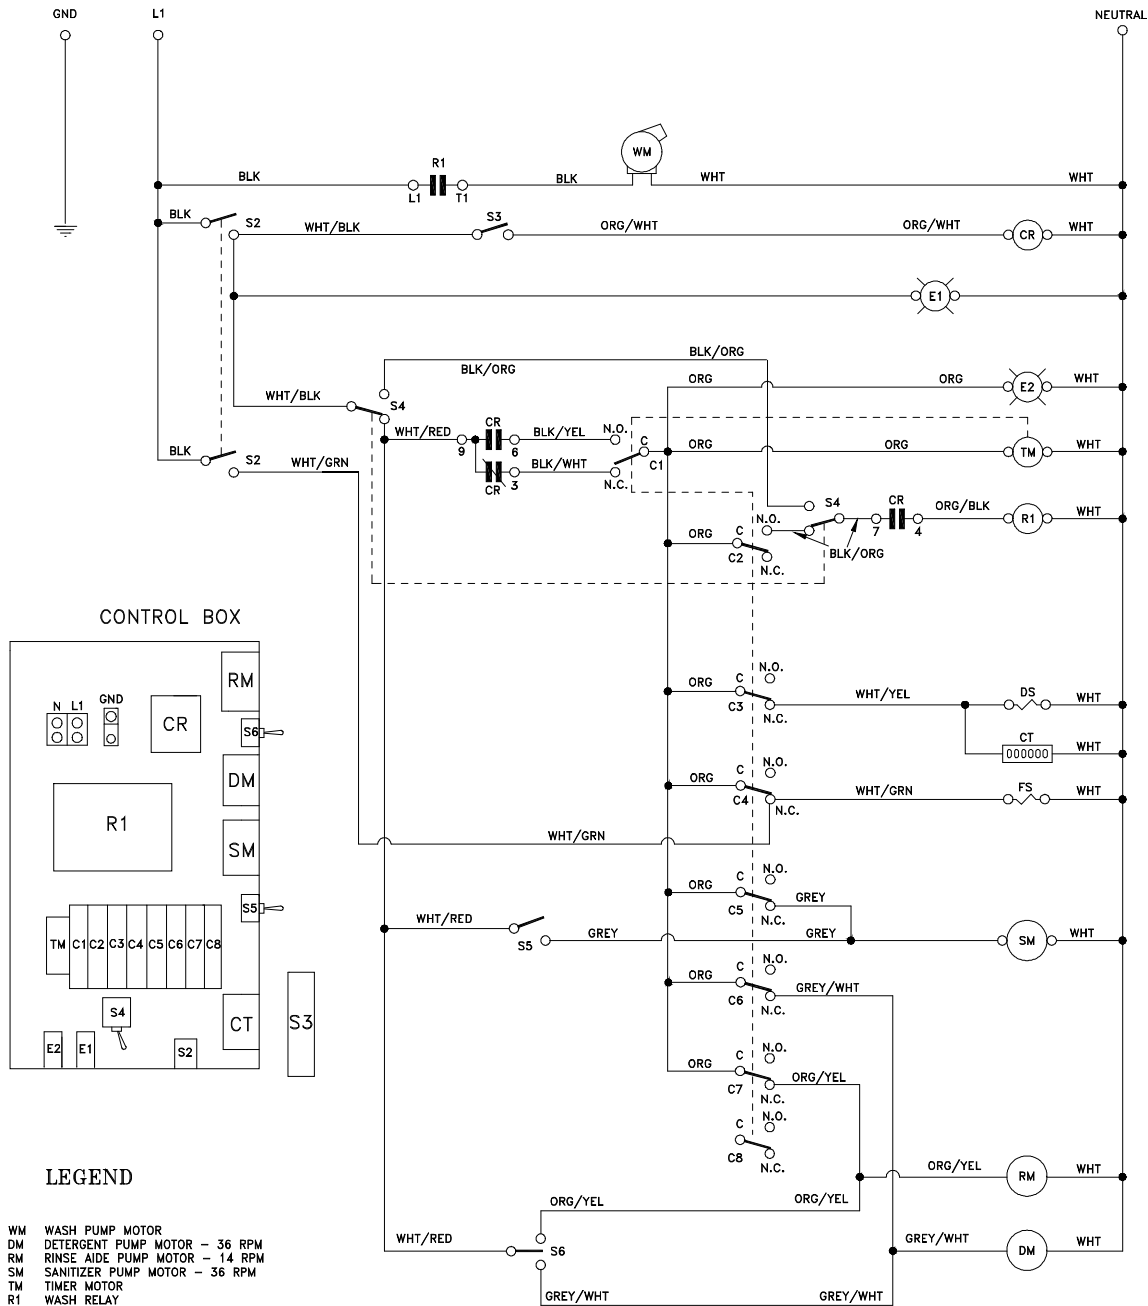 GND
L1
NEUTRAL
WM
R1
BLK
L1
T1
BLK
WHT
WHT
BLK
S2
WHT/BLK
S3
ORG/WHT
ORG/WHT
CR
WHT
E1
BLK/ORG
BLK/ORG
ORG
ORG
E2
WHT
WHT/BLK
S4
WHT/RED
9
CR
6
BLK/YEL
N.O.
C
C1
ORG
ORG
TM
WHT
BLK
S2
WHT/GRN
CR
3
BLK/WHT
N.C.
S4
CR
7
4
ORG/BLK
R1
WHT
ORG
C
C2
N.O.
N.C.
BLK/ORG
CONTROL BOX
N L1
GND
CR
RM
S6
DM
R1
SM
S5
TM C1 C2 C3 C4 C5 C6 C7 C8
S4
CT
S3
E2
E1
S2
ORG
C
C3
N.O.
N.C.
WHT/YEL
DS
WHT
CT
000000
WHT
ORG
C
C4
N.O.
N.C.
WHT/GRN
FS
WHT
WHT/GRN
ORG
C
C5
N.O.
N.C.
GREY
WHT/RED
S5
GREY
GREY
SM
WHT
ORG
C
C6
N.O.
N.C.
GREY/WHT
ORG
C
C7
N.O.
N.C.
ORG/YEL
C
C8
N.O.
N.C.
ORG/YEL
RM
WHT
ORG/YEL
ORG/YEL
WHT/RED
S6
GREY/WHT
DM
WHT
GREY/WHT
GREY/WHT
LEGEND
WM WASH PUMP MOTOR
DM DETERGENT PUMP MOTOR – 36 RPM
RM RINSE AIDE PUMP MOTOR – 14 RPM
SM SANITIZER PUMP MOTOR – 36 RPM
TM TIMER MOTOR
R1 WASH RELAY